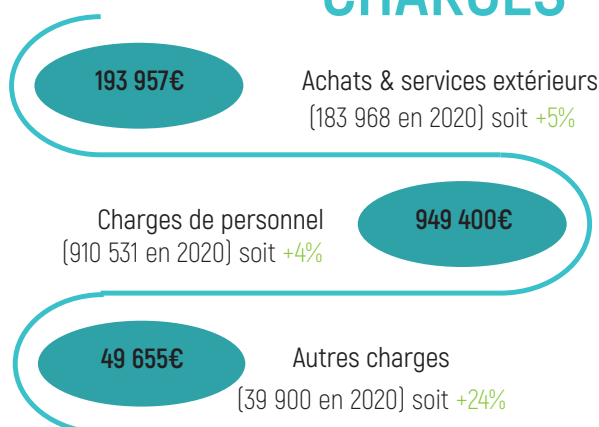 CHARGES
193 957€
Achats & services extérieurs
(183 968 en 2020) soit +5%
Charges de personnel
(910 531 en 2020) soit +4%
949 400€
49 655€
Autres charges
(39 900 en 2020) soit +24%